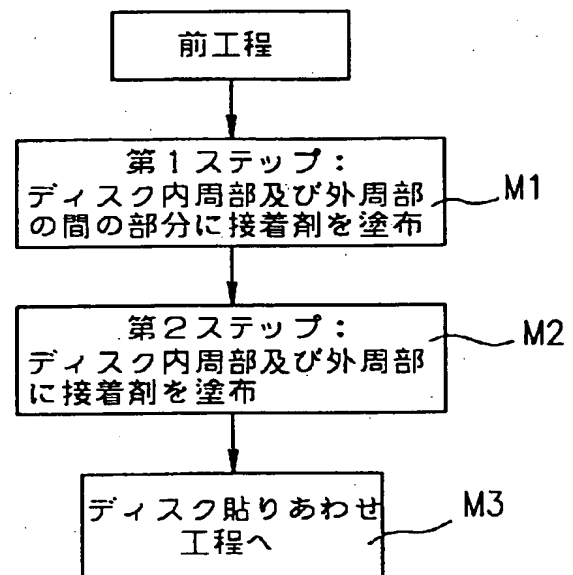 前工程
第1ステップ:
ディスク内周部及び外周部
の間の部分に接着剤を塗布
M1
第2ステップ:
ディスク内周部及び外周部
に接着剤を塗布
M2
ディスク貼りあわせ
工程へ
M3